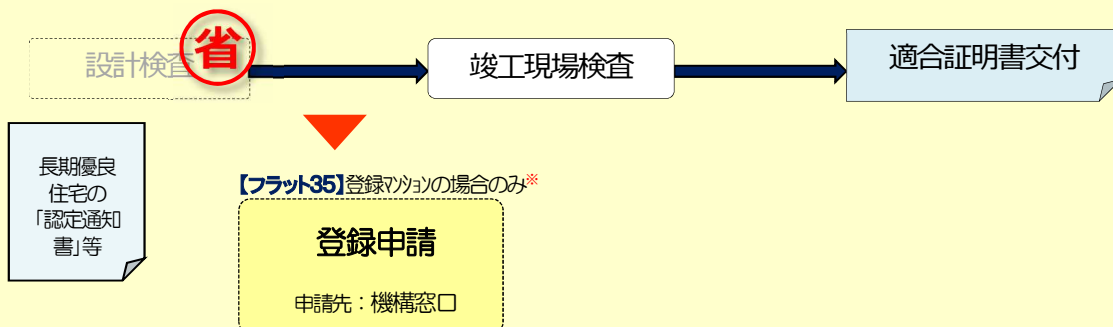 設計検査
省
竣工現場検査
適合証明書交付
長期優良
住宅の
「認定通知
書」等
【フラット35】登録マンションの場合のみ※
登録申請
申請先：機構窓口